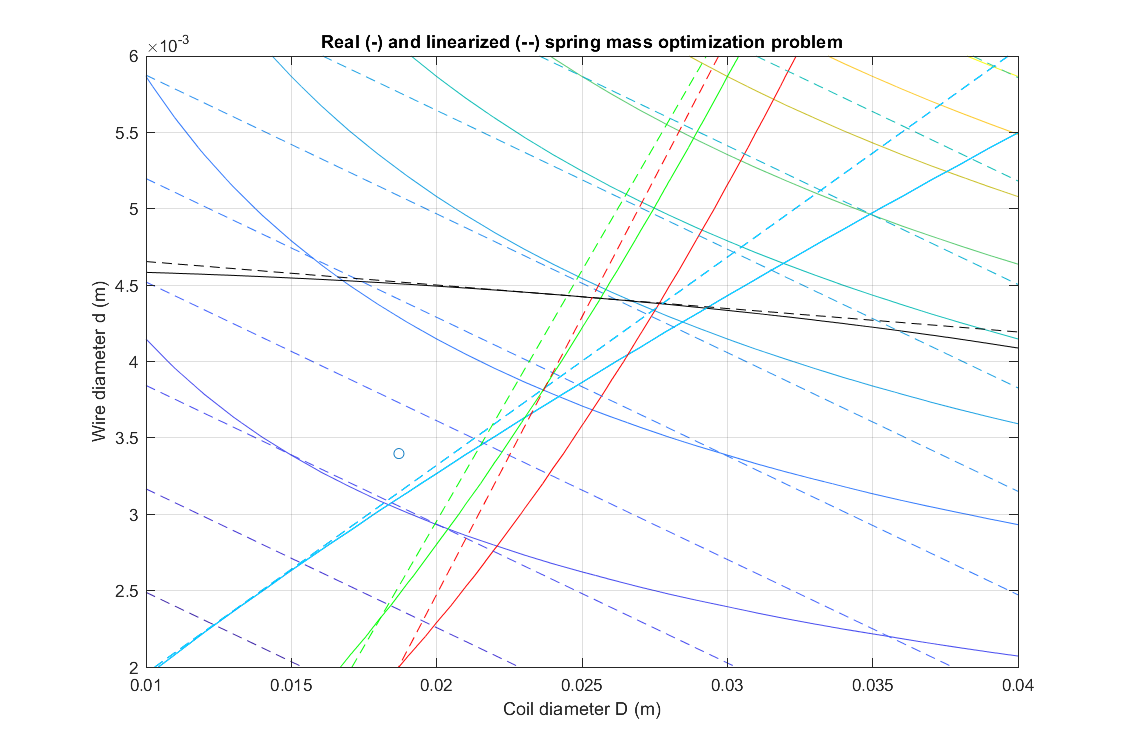 Real (-) and linearized (--) spring mass optimization problem
×10⁻³
6
5.5
5
4.5
4
3.5
3
2.5
2
Wire diameter d (m)
0.01 0.015 0.02 0.025 0.03 0.035 0.04
Coil diameter D (m)